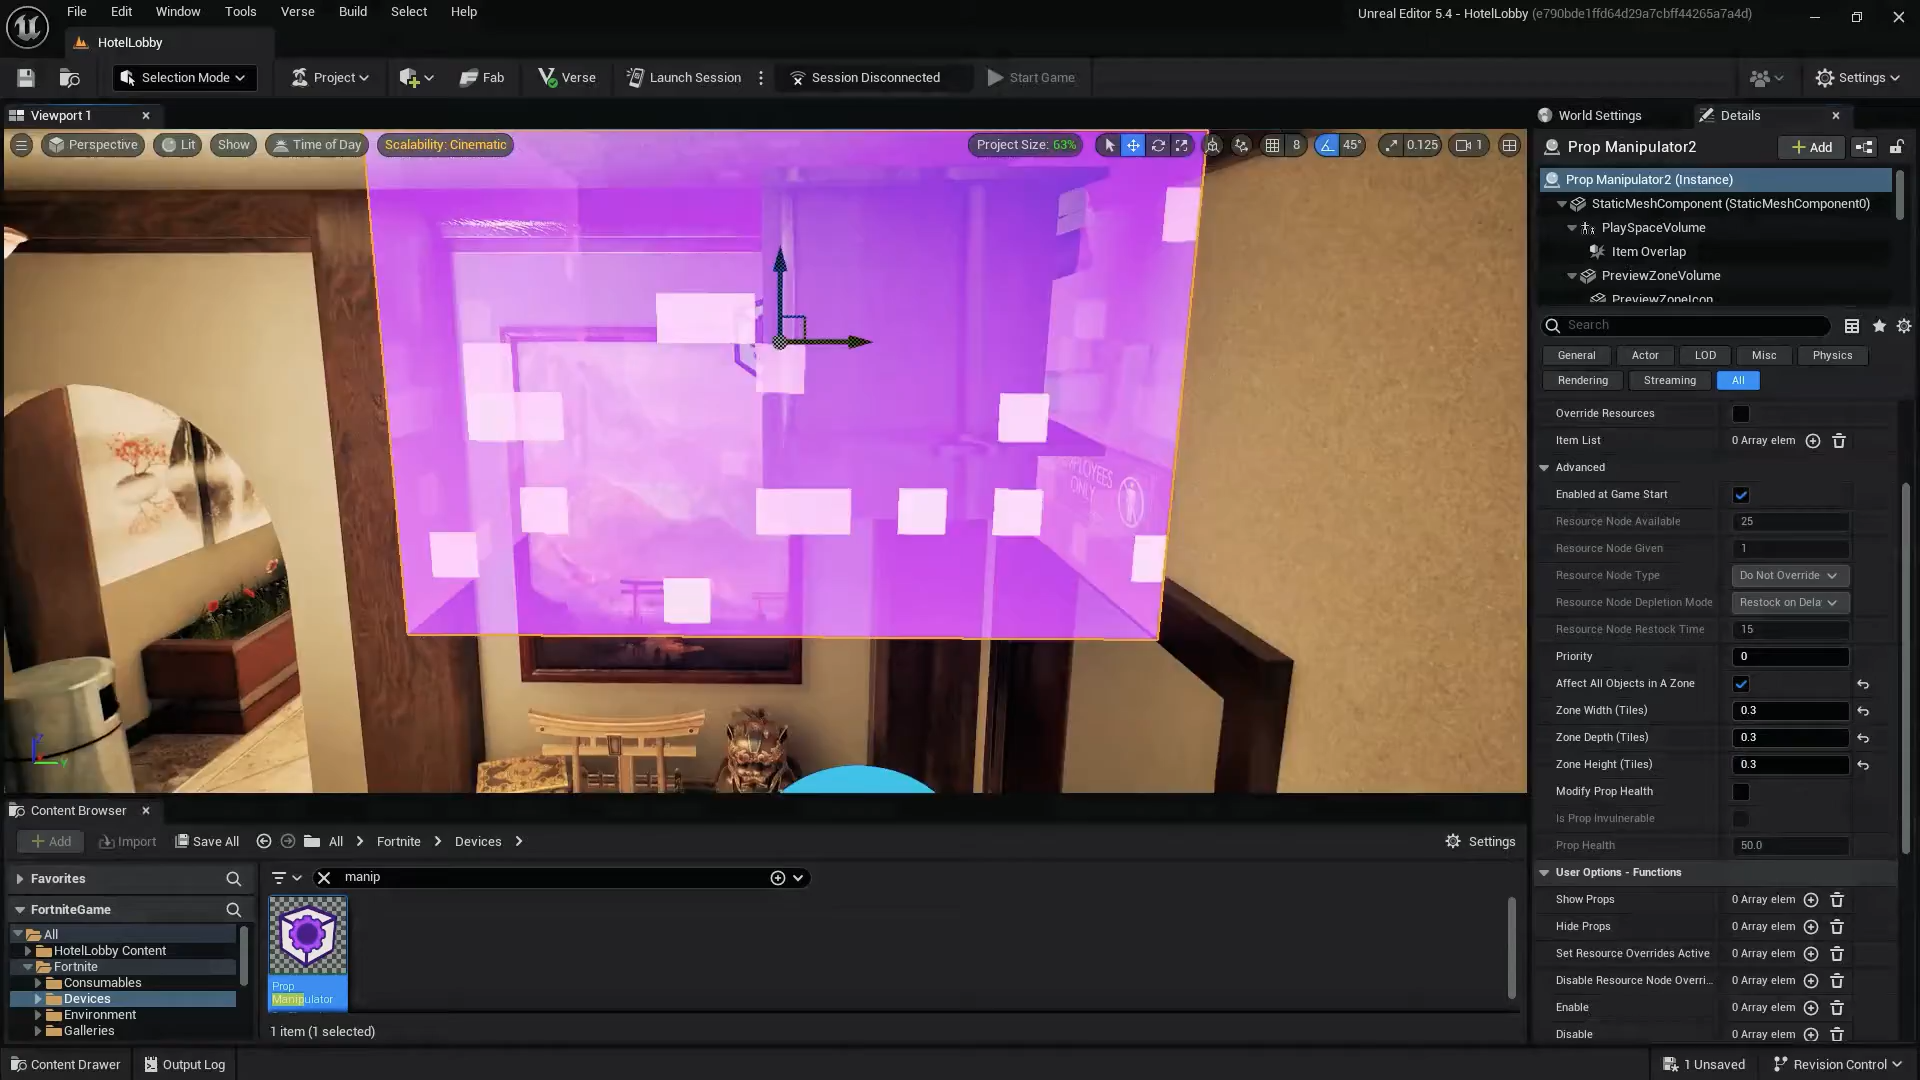 File Edit Window Tools Verse Build Select Help
Unreal Editor 5.4 - HotelLobby (e790bde1ffd64d29a7cbff44265a7a4d)
HotelLobby
Selection Mode
Project
Fab
Verse
Launch Session
Session Disconnected
Start Game
Settings
Viewport 1
World Settings
Details
Perspective
Lit
Show
Time of Day
Scalability: Cinematic
Project Size: 63%
8
45°
0.125
1
Prop Manipulator2
Add
Prop Manipulator2 (Instance)
StaticMeshComponent (StaticMeshComponent0)
PlaySpaceVolume
Item Overlap
PreviewZoneVolume
PreviewZoneIcon
Search
General
Actor
LOD
Misc
Physics
Rendering
Streaming
All
Override Resources
Item List 0 Array elem
Advanced
Enabled at Game Start
Resource Node Available 25
Resource Node Given 1
Resource Node Type Do Not Override
Resource Node Depletion Mode Restock on Dela
Resource Node Restock Time 15
Priority 0
Affect All Objects in A Zone
Zone Width (Tiles) 0.3
Zone Depth (Tiles) 0.3
Zone Height (Tiles) 0.3
Modify Prop Health
Is Prop Invulnerable
Prop Health 50.0
User Options - Functions
Show Props 0 Array elem
Hide Props 0 Array elem
Set Resource Overrides Active 0 Array elem
Disable Resource Node Overri... 0 Array elem
Enable 0 Array elem
Disable 0 Array elem
EMPLOYEES
ONLY
Z
Y
Content Browser
Add
Import
Save All
All
Fortnite
Devices
Settings
Favorites
FortniteGame
All
HotelLobby Content
Fortnite
Consumables
Devices
Environment
Galleries
manip
Prop
Manipulator
1 item (1 selected)
Content Drawer
Output Log
1 Unsaved
Revision Control